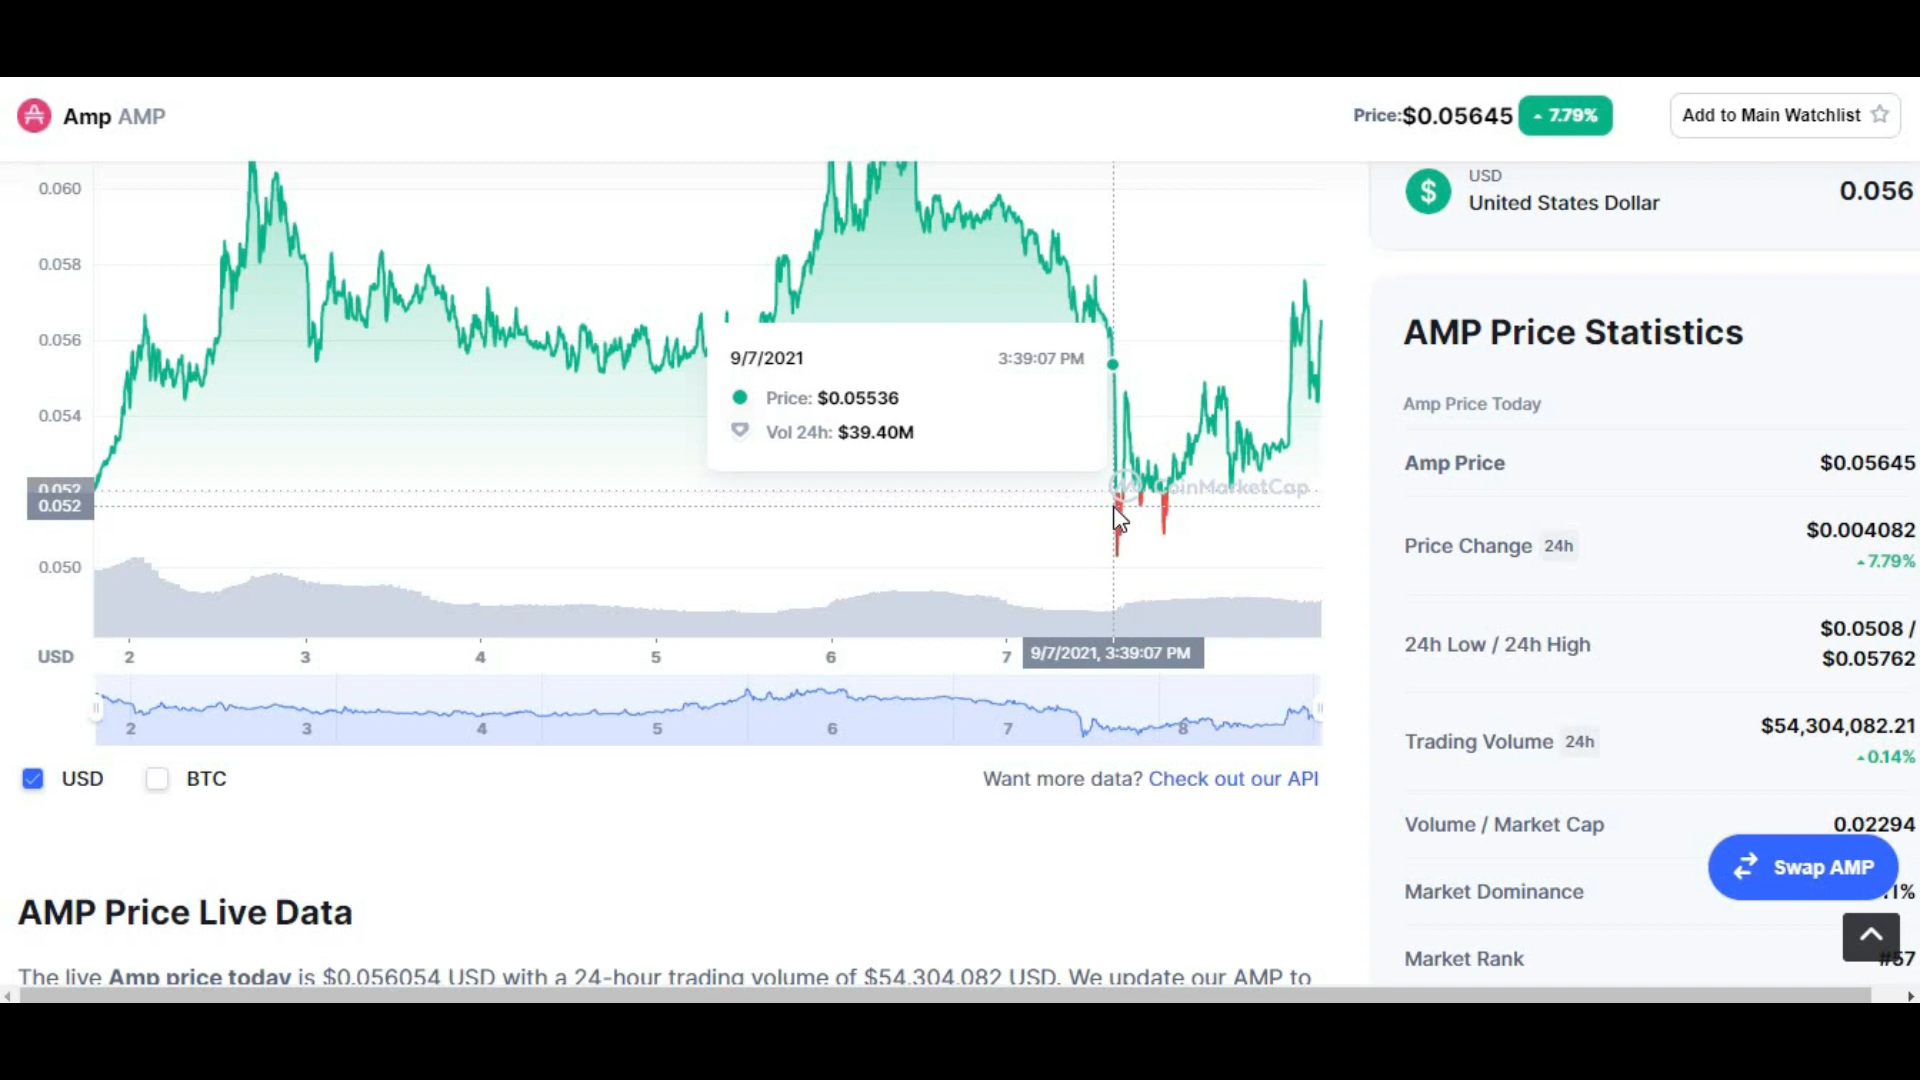 Amp AMP
Price:$0.05645 7.79% Add to Main Watchlist
0.060
0.058
0.056
0.054
0.052
0.052
0.050
9/7/2021 3:39:07 PM
Price: $0.05536
Vol 24h: $39.40M
CoinMarketCap
USD 2 3 4 5 6 7 9/7/2021, 3:39:07 PM
2 3 4 5 6 7 8
USD BTC
Want more data? Check out our API
AMP Price Live Data
The live Amp price today is $0.056054 USD with a 24-hour trading volume of $54,304,082 USD. We update our AMP to
$ USD
United States Dollar 0.056
AMP Price Statistics
Amp Price Today
Amp Price $0.05645
Price Change 24h $0.004082
7.79%
24h Low / 24h High $0.0508 /
$0.05762
Trading Volume 24h $54,304,082.21
0.14%
Volume / Market Cap 0.02294
Swap AMP
Market Dominance 1%
Market Rank #57